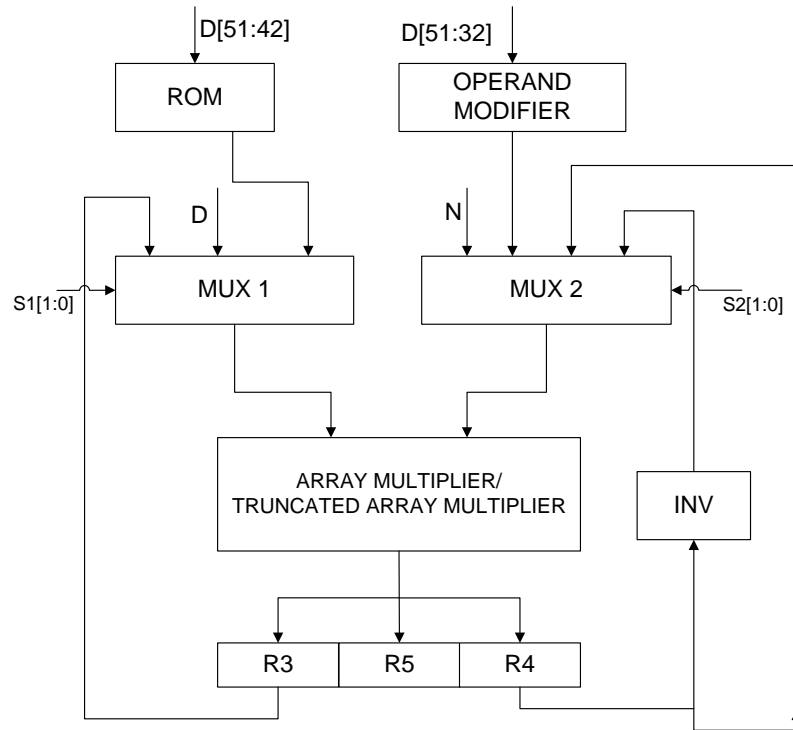 D[51:42]
D[51:32]
ROM
OPERAND
MODIFIER
D
N
MUX 1
MUX 2
S1[1:0]
S2[1:0]
ARRAY MULTIPLIER/
TRUNCATED ARRAY MULTIPLIER
INV
R3
R5
R4